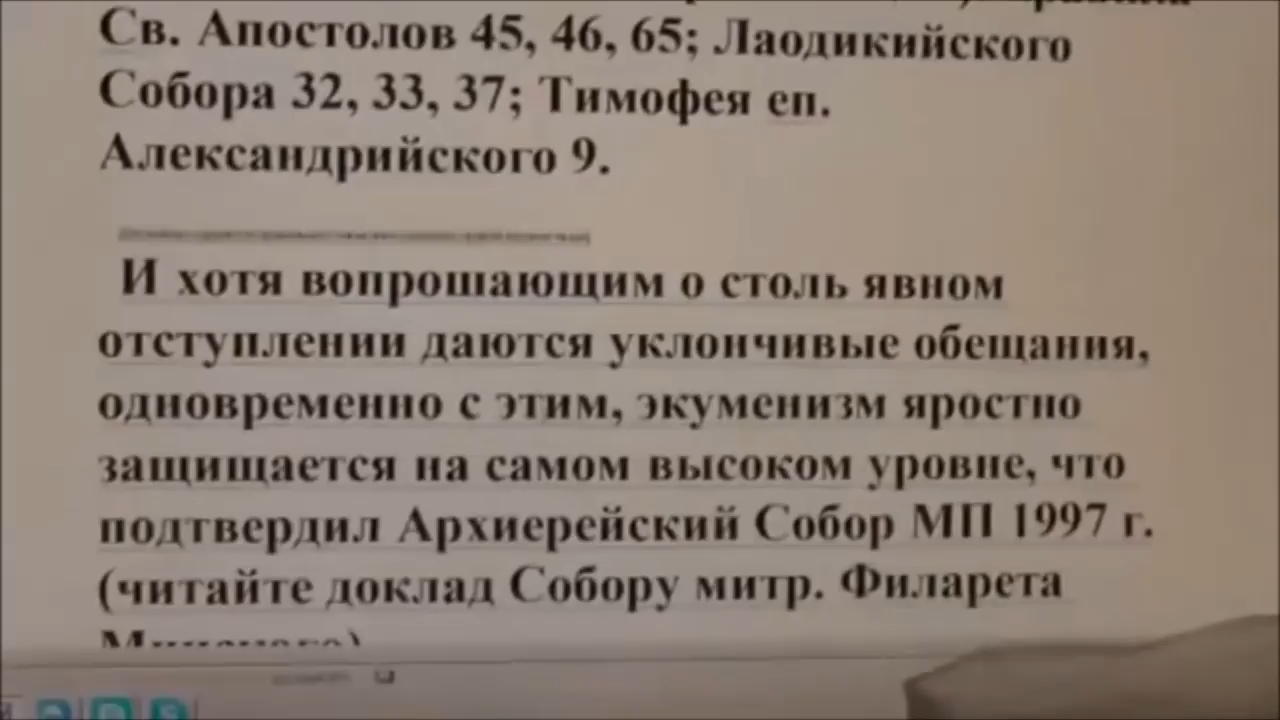 Св. Апостолов 45, 46, 65; Лаодикийского
Собора 32, 33, 37; Тимофея еп.
Александрийского 9.
И хотя вопрошающим о столь явном
отступлении даются уклончивые обещания,
одновременно с этим, экуменизм яростно
защищается на самом высоком уровне, что
подтвердил Архиерейский Собор МП 1997 г.
(читайте доклад Собору митр. Филарета